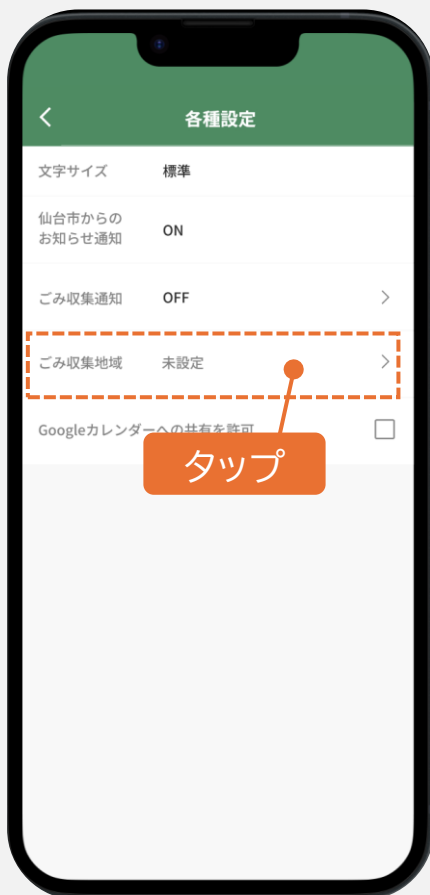 各種設定
文字サイズ 標準
仙台市からの
お知らせ通知 ON
ごみ収集通知 OFF
ごみ収集地域 未設定
Googleカレンダーへの共有を許可
タップ